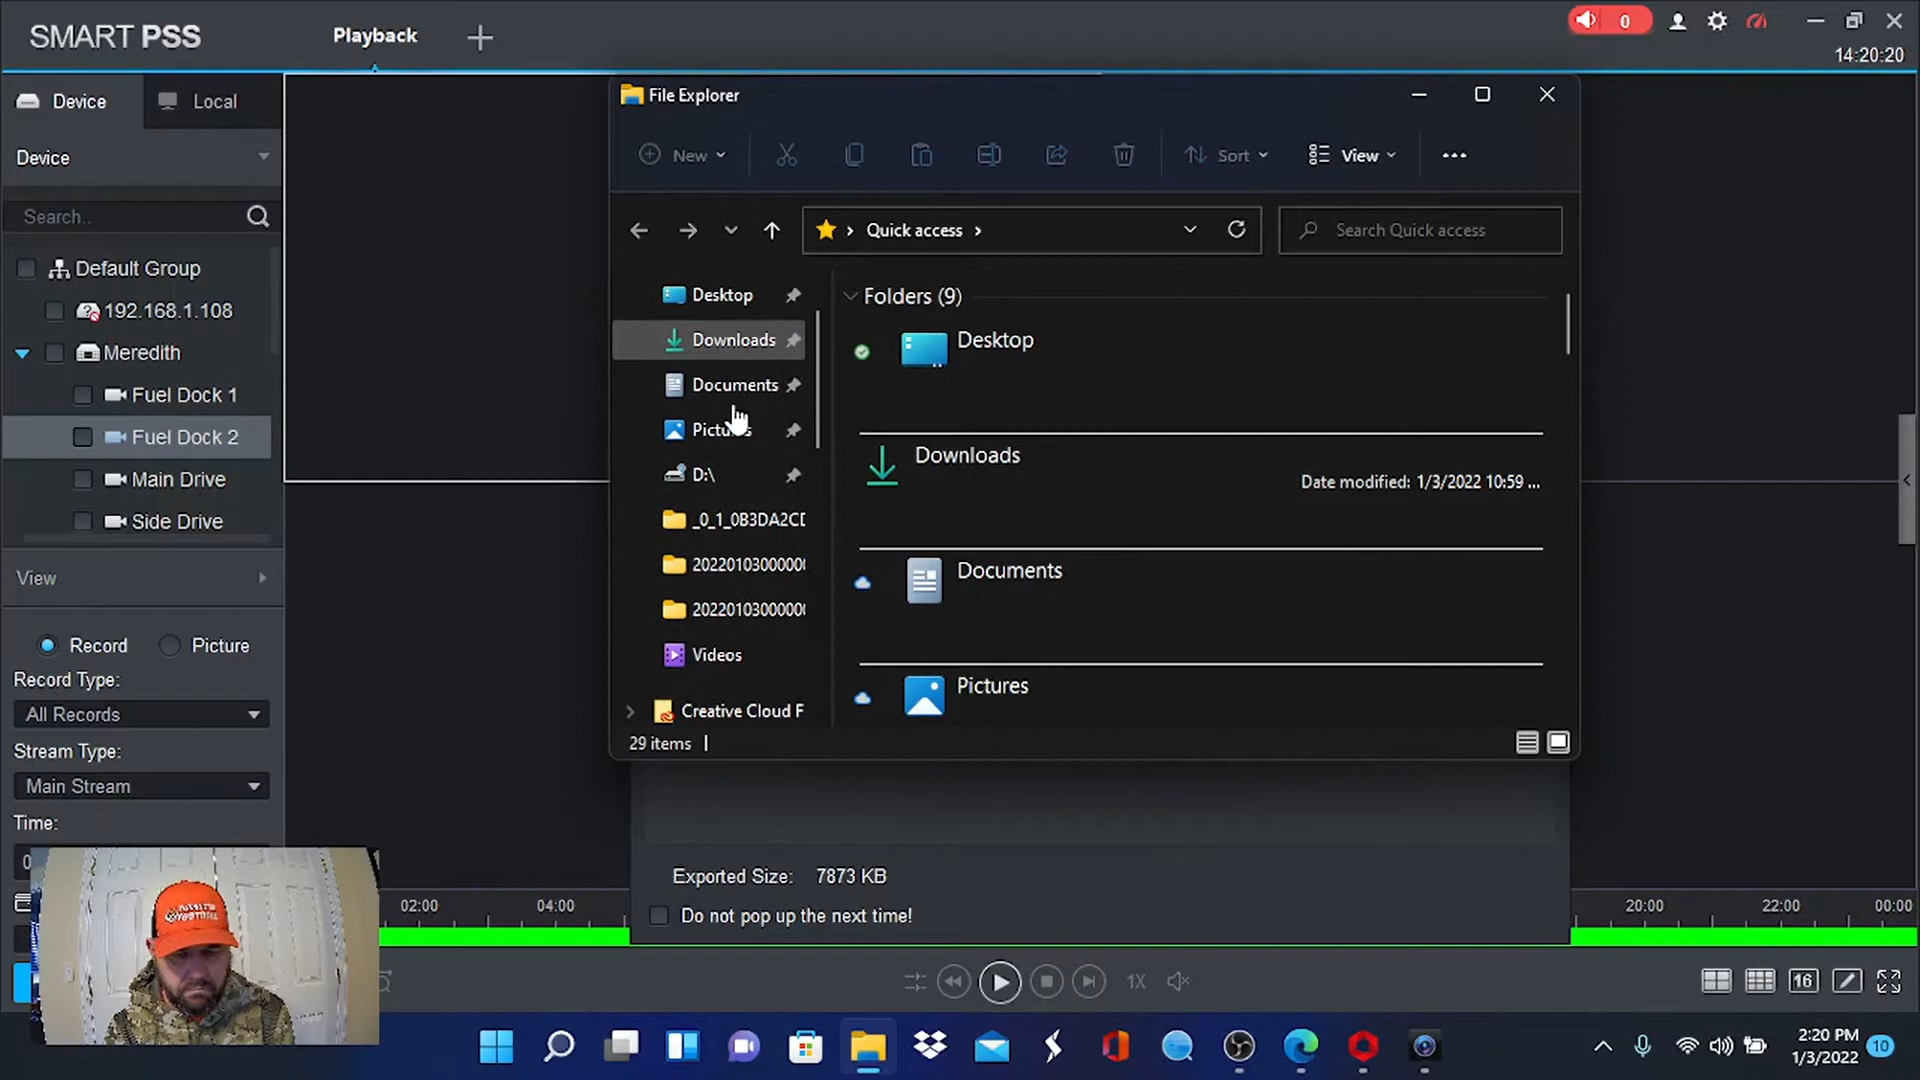 SMART PSS
Playback
0
14:20:20
Device
Local
Device
Search..
Default Group
192.168.1.108
Meredith
Fuel Dock 1
Fuel Dock 2
Main Drive
Side Drive
View
Record
Picture
Record Type:
All Records
Stream Type:
Main Stream
Time:
File Explorer
New
Sort
View
Quick access
Search Quick access
Desktop
Downloads
Documents
D:\
_0_1_0B3DA2CD
20220103000000
20220103000000
Videos
Creative Cloud F
Folders (9)
Desktop
Downloads
Date modified: 1/3/2022 10:59 ...
Documents
Pictures
29 items
Exported Size: 7873 KB
Do not pop up the next time!
02:00
04:00
20:00
22:00
00:00
1X
16
2:20 PM
1/3/2022
10